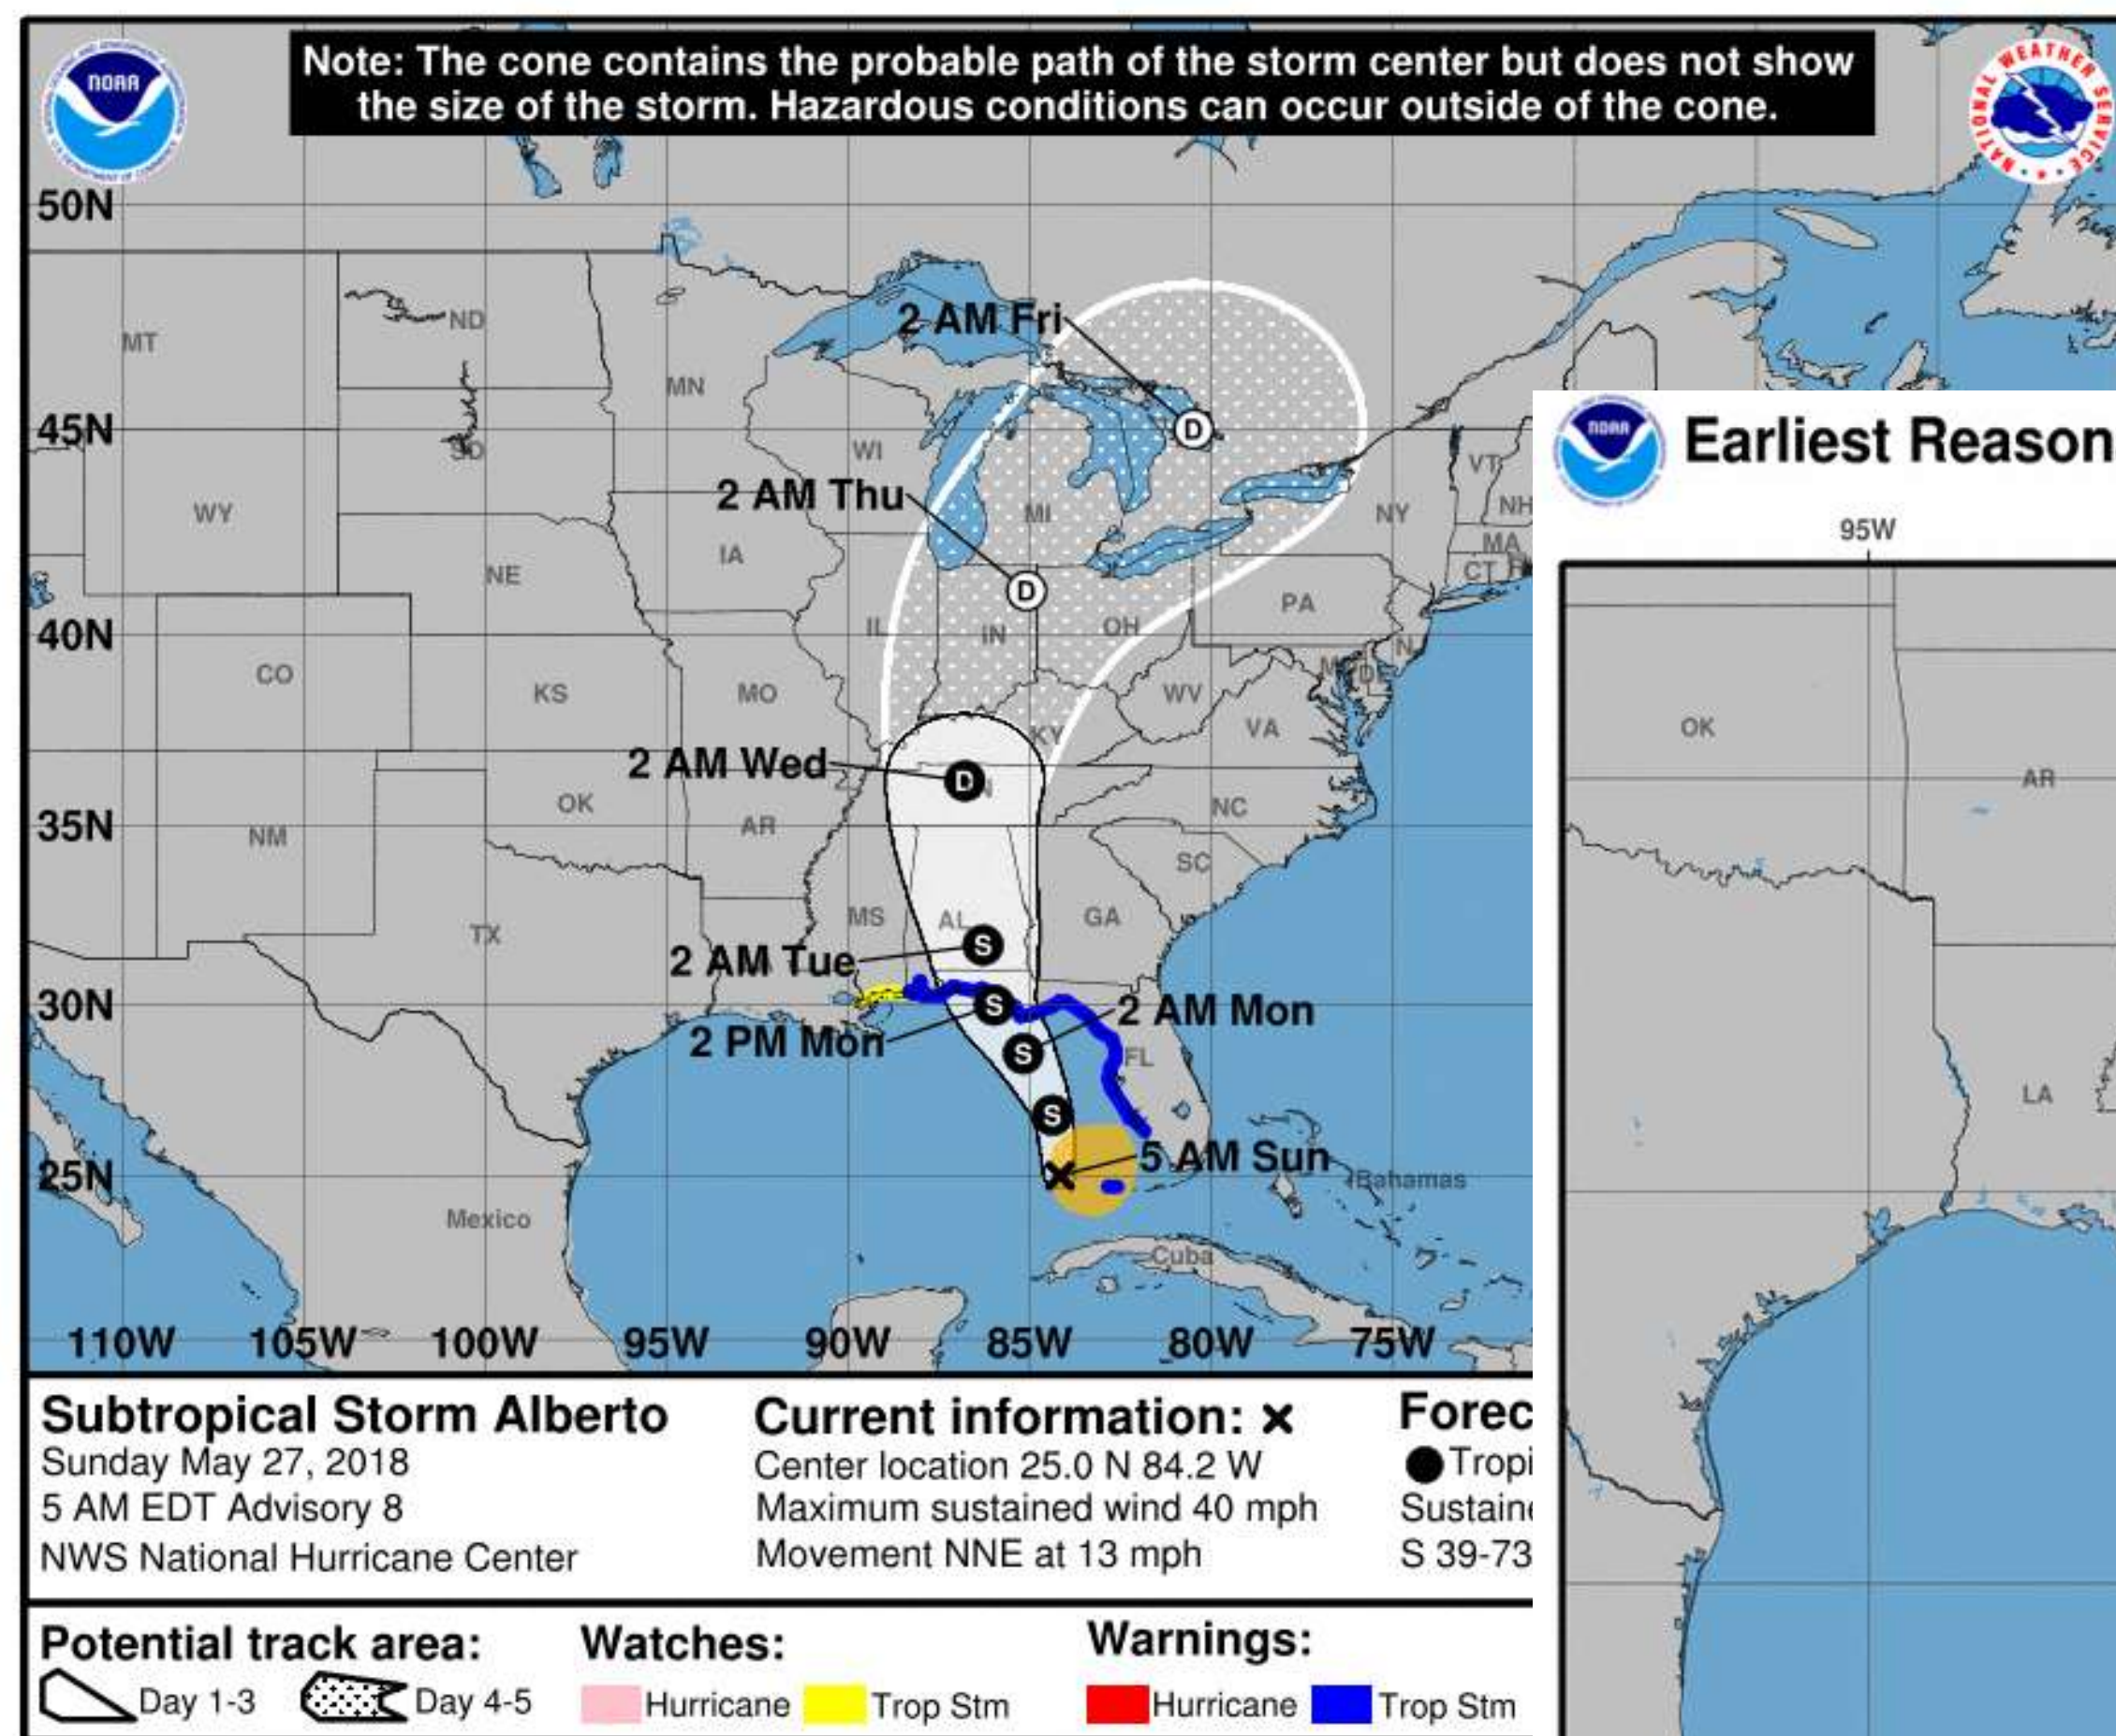 Note: The cone contains the probable path of the storm center but does not show
the size of the storm. Hazardous conditions can occur outside of the cone.
NOAA
NATIONAL WEATHER SERVICE
50N
45N
40N
35N
30N
25N
110W 105W 100W 95W 90W 85W 80W 75W
2 AM Fri
2 AM Thu
2 AM Wed
2 AM Tue
2 PM Mon
2 AM Mon
5 AM Sun
D
D
D
S
S
S
S
MT
ND
MN
SD
WI
WY
MI
NY
VT
NH
MA
CT
IA
NE
PA
IL
IN
OH
CO
KS
MO
WV
VA
KY
OK
AR
NC
NM
SC
TX
MS
AL
GA
FL
Mexico
Bahamas
Cuba
Subtropical Storm Alberto
Sunday May 27, 2018
5 AM EDT Advisory 8
NWS National Hurricane Center
Current information: x
Center location 25.0 N 84.2 W
Maximum sustained wind 40 mph
Movement NNE at 13 mph
Forec
Tropi
Sustaine
S 39-73
Potential track area:
Day 1-3 Day 4-5
Watches:
Hurricane Trop Stm
Warnings:
Hurricane Trop Stm
NOAA
Earliest Reason
95W
OK
AR
LA